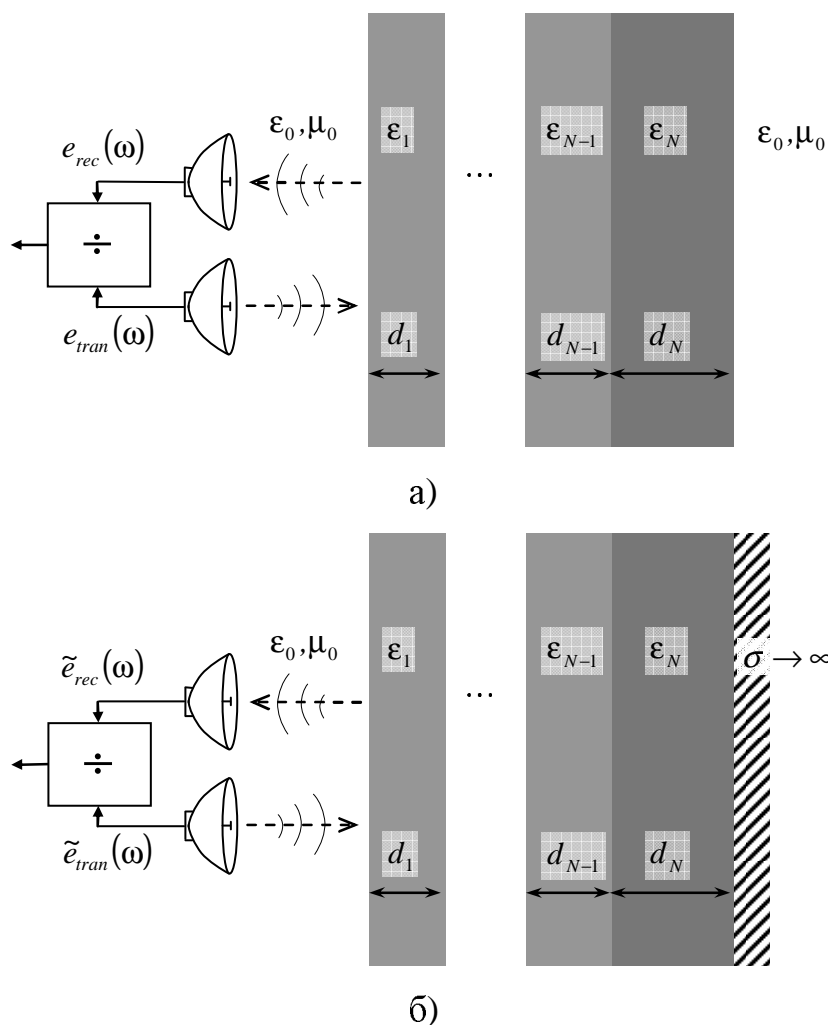 ε₀,μ₀
e_rec(ω)
÷
e_tran(ω)
ε₁
...
ε_{N−1}
ε_N
ε₀,μ₀
d₁
d_{N−1}
d_N
а)
ε₀,μ₀
ẽ_rec(ω)
÷
ẽ_tran(ω)
ε₁
...
ε_{N−1}
ε_N
σ → ∞
d₁
d_{N−1}
d_N
б)